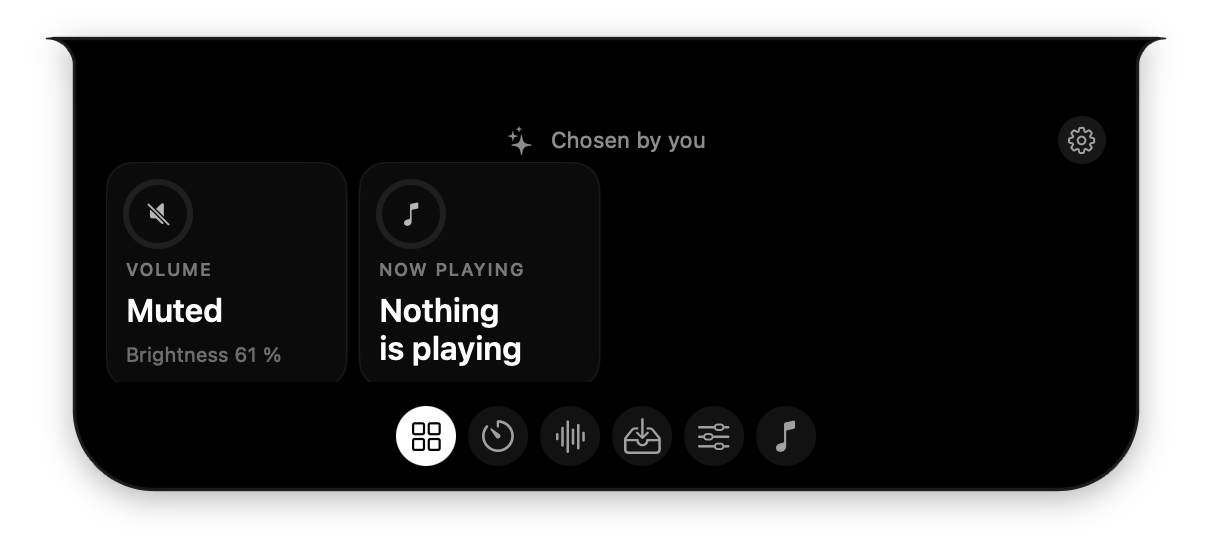 Chosen by you
VOLUME
Muted
Brightness 61 %
NOW PLAYING
Nothing
is playing